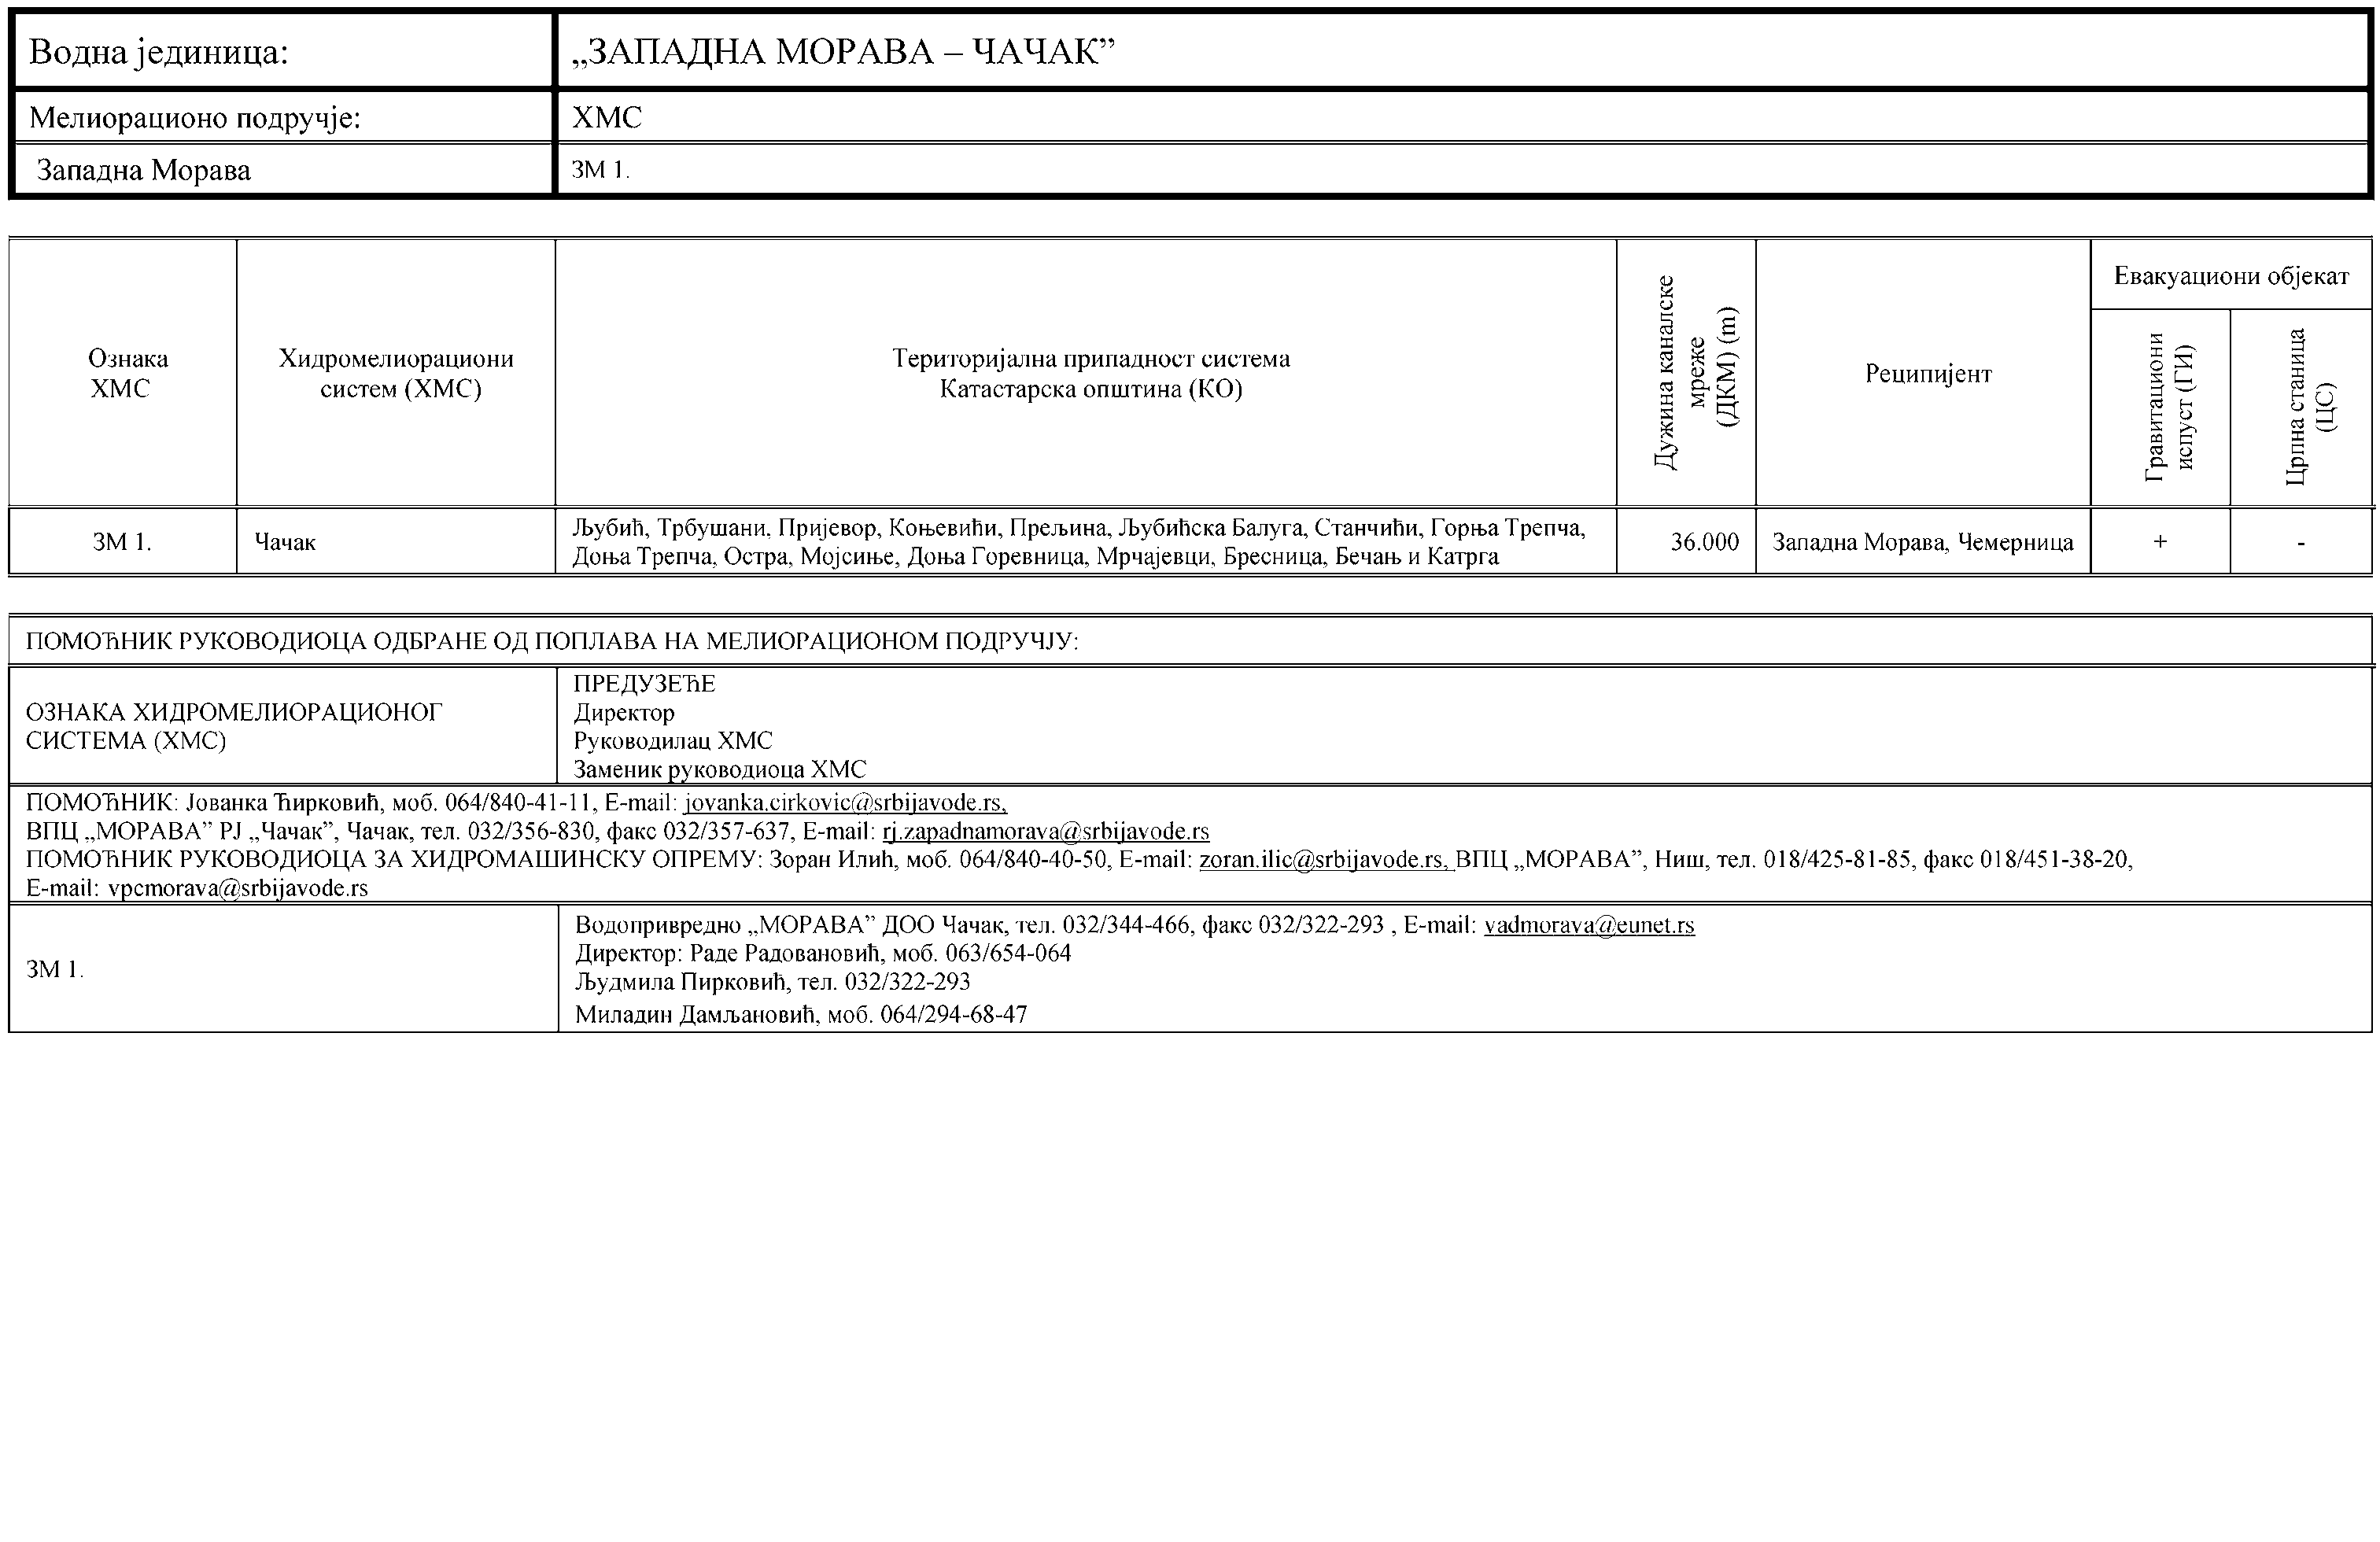 Водна јединица:
„ЗАПАДНА МОРАВА – ЧАЧАК”
Мелиорационо подручје:
ХМС
Западна Морава
ЗМ 1.
Ознака
ХМС
Хидромелиорациони
систем (ХМС)
Територијална припадност система
Катастарска општина (КО)
Дужина каналске
мреже
(ДКМ) (m)
Реципијент
Евакуациони објекат
Гравитациони
испуст (ГИ)
Црпна станица
(ЦС)
ЗМ 1.
Чачак
Љубић, Трбушани, Пријевор, Коњевићи, Прељина, Љубићска Балуга, Станчићи, Горња Трепча,
Доња Трепча, Остра, Мојсиње, Доња Горевница, Мрчајевци, Бресница, Бечањ и Катрга
36.000
Западна Морава, Чемерница
+
-
ПОМОЋНИК РУКОВОДИОЦА ОДБРАНЕ ОД ПОПЛАВА НА МЕЛИОРАЦИОНОМ ПОДРУЧЈУ:
ОЗНАКА ХИДРОМЕЛИОРАЦИОНОГ
СИСТЕМА (ХМС)
ПРЕДУЗЕЋЕ
Директор
Руководилац ХМС
Заменик руководиоца ХМС
ПОМОЋНИК: Јованка Ћирковић, моб. 064/840-41-11, E-mail: jovanka.cirkovic@srbijavode.rs,
ВПЦ „МОРАВА” РЈ „Чачак”, Чачак, тел. 032/356-830, факс 032/357-637, E-mail: rj.zapadnamorava@srbijavode.rs
ПОМОЋНИК РУКОВОДИОЦА ЗА ХИДРОМАШИНСКУ ОПРЕМУ: Зоран Илић, моб. 064/840-40-50, E-mail: zoran.ilic@srbijavode.rs, ВПЦ „МОРАВА”, Ниш, тел. 018/425-81-85, факс 018/451-38-20,
E-mail: vpcmorava@srbijavode.rs
ЗМ 1.
Водопривредно „МОРАВА” ДОО Чачак, тел. 032/344-466, факс 032/322-293 , E-mail: vadmorava@eunet.rs
Директор: Раде Радовановић, моб. 063/654-064
Људмила Пирковић, тел. 032/322-293
Миладин Дамљановић, моб. 064/294-68-47